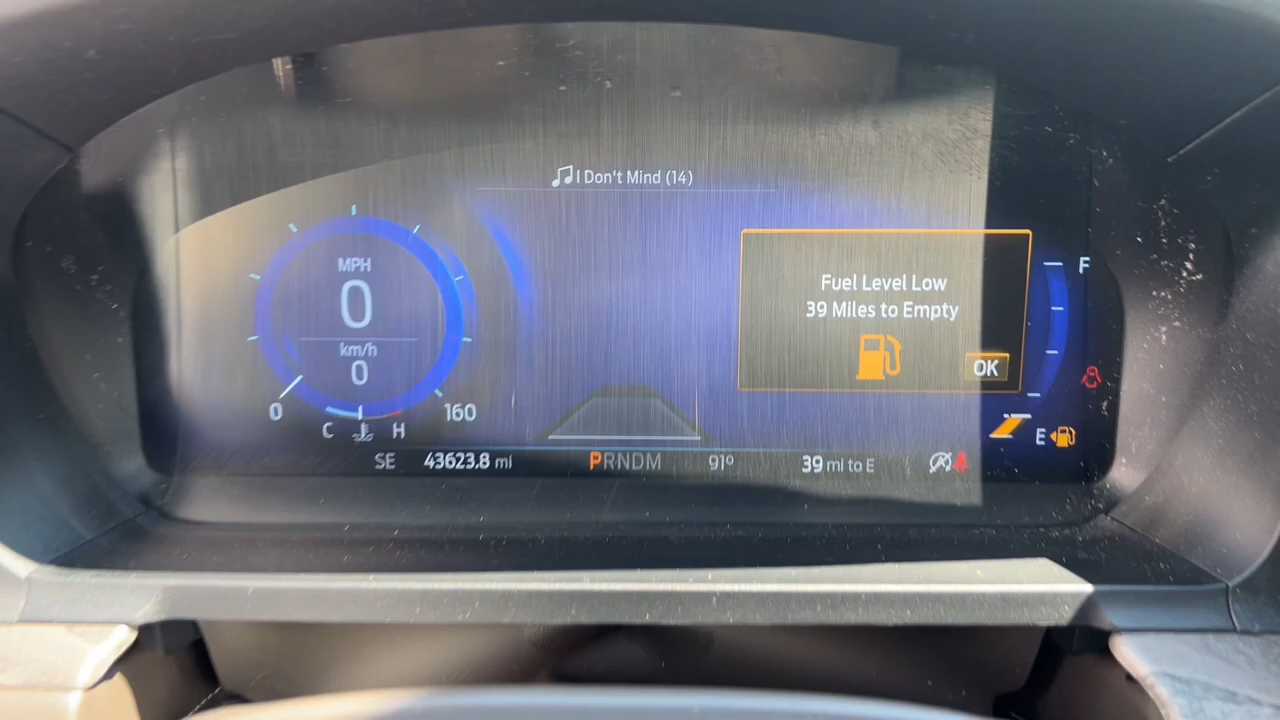 I Don't Mind (14)
MPH
0
km/h
0
0
160
C H
Fuel Level Low
39 Miles to Empty
OK
F
E
SE 43623.8 mi PRNDM 91° 39 mi to E